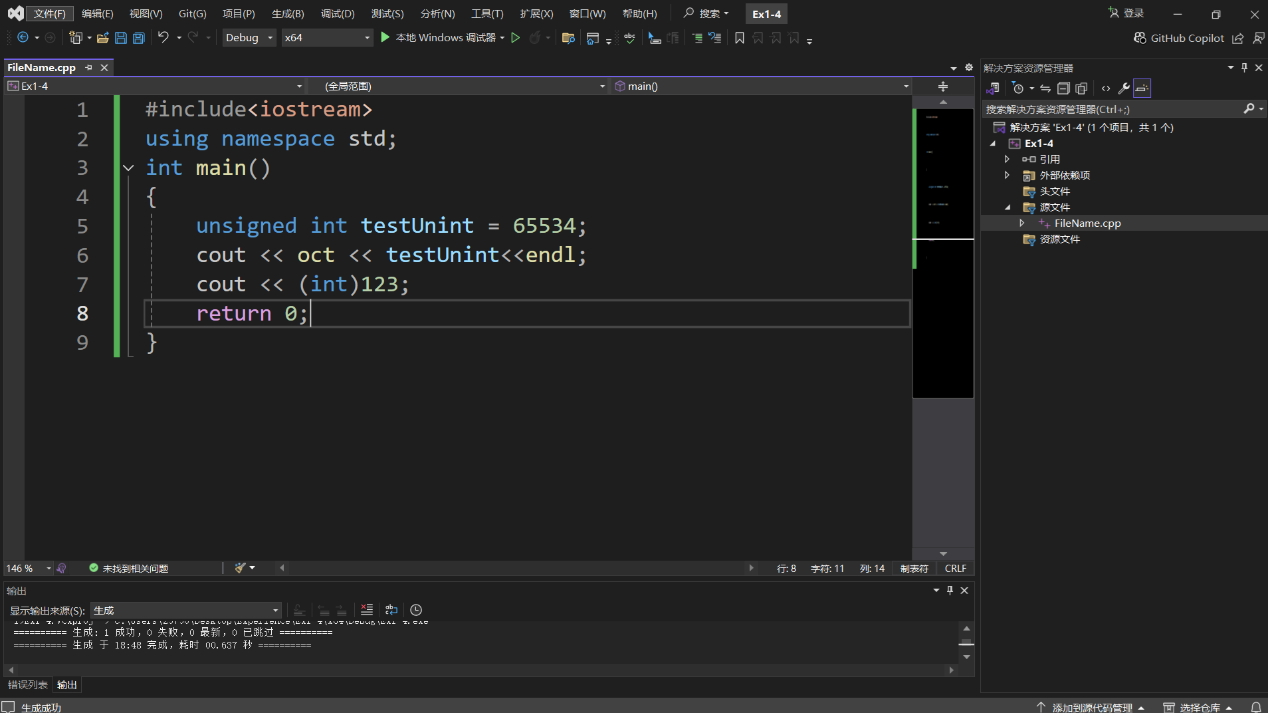 文件(F) 编辑(E) 视图(V) Git(G) 项目(P) 生成(B) 调试(D) 测试(S) 分析(N) 工具(T) 扩展(X) 窗口(W) 帮助(H) 搜索 Ex1-4 登录
Debug x64 本地 Windows 调试器 GitHub Copilot
FileName.cpp
Ex1-4 (全局范围) main()
1 #include<iostream>
2 using namespace std;
3 int main()
4 {
5 unsigned int testUnint = 65534;
6 cout << oct << testUnint<<endl;
7 cout << (int)123;
8 return 0;
9 }
146 % 未找到相关问题 行: 8 字符: 11 列: 14 制表符 CRLF
输出
显示输出来源(S): 生成
========== 生成: 1 成功，0 失败，0 最新，0 已跳过 ==========
========== 生成 于 18:48 完成，耗时 00.637 秒 ==========
错误列表 输出
生成成功 添加到源代码管理 选择仓库
解决方案资源管理器
搜索解决方案资源管理器(Ctrl+;)
解决方案 'Ex1-4' (1 个项目，共 1 个)
Ex1-4
引用
外部依赖项
头文件
源文件
FileName.cpp
资源文件